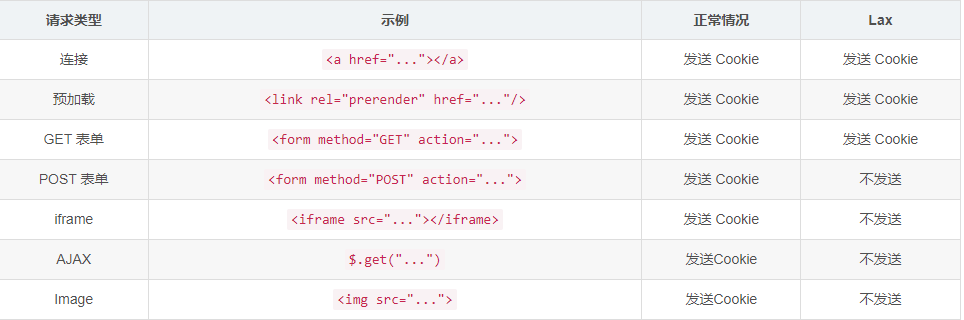 请求类型 示例 正常情况 Lax
连接 <a href="..."></a> 发送 Cookie 发送 Cookie
预加载 <link rel="prerender" href="..."/> 发送 Cookie 发送 Cookie
GET 表单 <form method="GET" action="..."> 发送 Cookie 发送 Cookie
POST 表单 <form method="POST" action="..."> 发送 Cookie 不发送
iframe <iframe src="..."></iframe> 发送 Cookie 不发送
AJAX $.get("...") 发送Cookie 不发送
Image <img src="..."> 发送Cookie 不发送